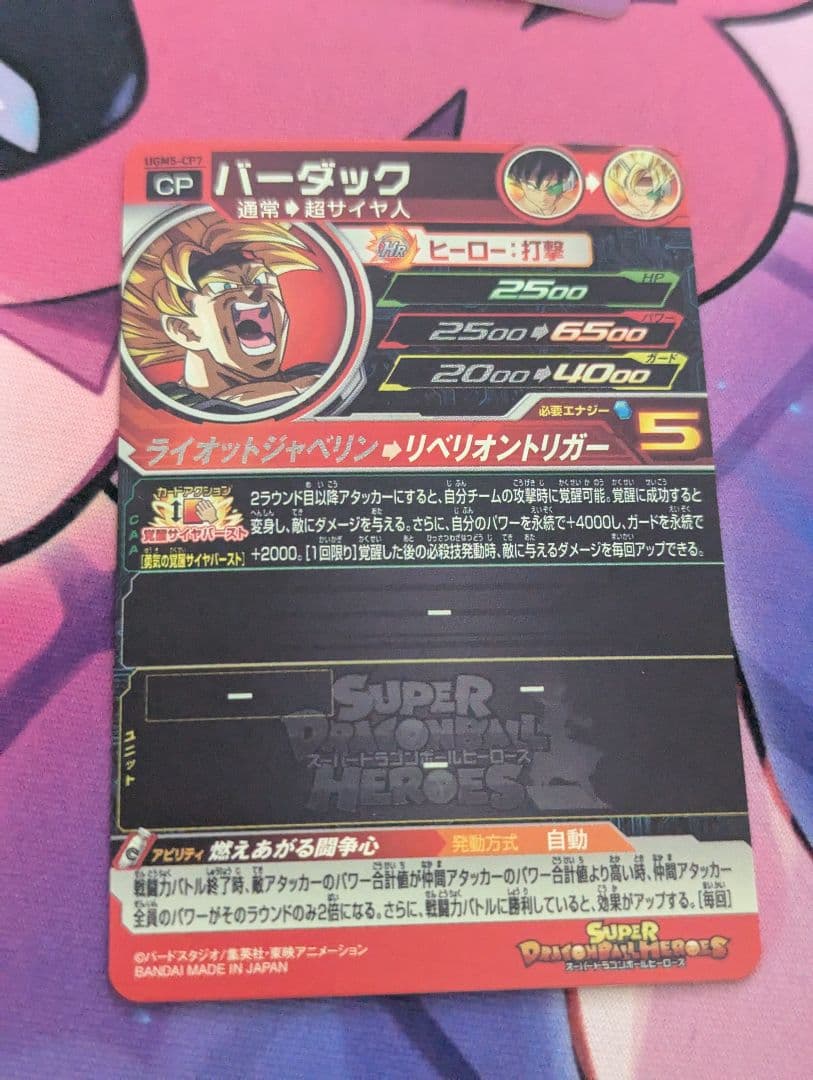 UGM5-CP7
CP
バーダック
通常➡超サイヤ人
HR
ヒーロー:打撃
HP
2500
パワー
2500➡6500
ガード
2000➡4000
必要エナジー
5
ライオットジャベリン➡リベリオントリガー
カードアクション
覚醒サイヤバースト
[勇気の覚醒サイヤバースト]
CAA
2ラウンド目以降アタッカーにすると、自分チームの攻撃時に覚醒可能。覚醒に成功すると
変身し、敵にダメージを与える。さらに、自分のパワーを永続で+4000し、ガードを永続で
+2000。[1回限り]覚醒した後の必殺技発動時、敵に与えるダメージを毎回アップできる。
ー
ユニット
ー
ー
ー
SUPER
DRAGONBALL
スーパードラゴンボールヒーローズ
HEROES
アビリティ 燃えあがる闘争心
発動方式 自動
戦闘力バトル終了時、敵アタッカーのパワー合計値が仲間アタッカーのパワー合計値より高い時、仲間アタッカー
全員のパワーがそのラウンドのみ2倍になる。さらに、戦闘力バトルに勝利していると、効果がアップする。[毎回]
©バードスタジオ/集英社・東映アニメーション
BANDAI MADE IN JAPAN
SUPER
DRAGONBALL HEROES
スーパードラゴンボールヒーローズ